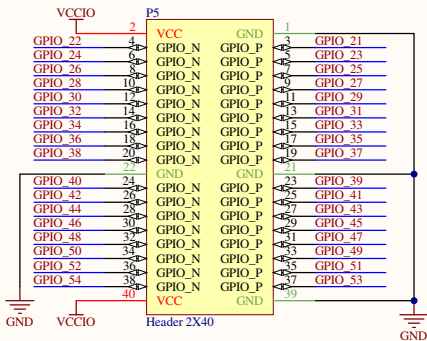 VCCIO P5
2 VCC GND 1
GPIO_22 4 GPIO_N GPIO_P 3 GPIO_21
GPIO_24 6 GPIO_N GPIO_P 5 GPIO_23
GPIO_26 8 GPIO_N GPIO_P 7 GPIO_25
GPIO_28 10 GPIO_N GPIO_P 9 GPIO_27
GPIO_30 12 GPIO_N GPIO_P 11 GPIO_29
GPIO_32 14 GPIO_N GPIO_P 13 GPIO_31
GPIO_34 16 GPIO_N GPIO_P 15 GPIO_33
GPIO_36 18 GPIO_N GPIO_P 17 GPIO_35
GPIO_38 20 GPIO_N GPIO_P 19 GPIO_37
22 GND GND 21
GPIO_40 24 GPIO_N GPIO_P 23 GPIO_39
GPIO_42 26 GPIO_N GPIO_P 25 GPIO_41
GPIO_44 28 GPIO_N GPIO_P 27 GPIO_43
GPIO_46 30 GPIO_N GPIO_P 29 GPIO_45
GPIO_48 32 GPIO_N GPIO_P 31 GPIO_47
GPIO_50 34 GPIO_N GPIO_P 33 GPIO_49
GPIO_52 36 GPIO_N GPIO_P 35 GPIO_51
GPIO_54 38 GPIO_N GPIO_P 37 GPIO_53
40 VCC GND 39
GND VCCIO Header 2X40 GND